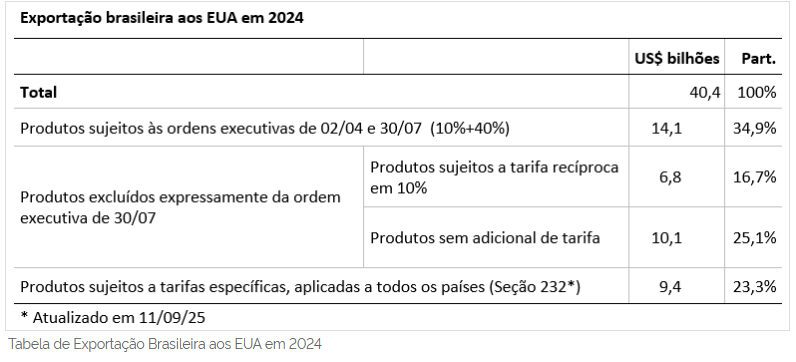 Exportação brasileira aos EUA em 2024
US$ bilhões Part.
Total 40,4 100%
Produtos sujeitos às ordens executivas de 02/04 e 30/07 (10%+40%) 14,1 34,9%
Produtos excluídos expressamente da ordem
executiva de 30/07
Produtos sujeitos a tarifa recíproca
em 10%
6,8 16,7%
Produtos sem adicional de tarifa 10,1 25,1%
Produtos sujeitos a tarifas específicas, aplicadas a todos os países (Seção 232*) 9,4 23,3%
* Atualizado em 11/09/25
Tabela de Exportação Brasileira aos EUA em 2024